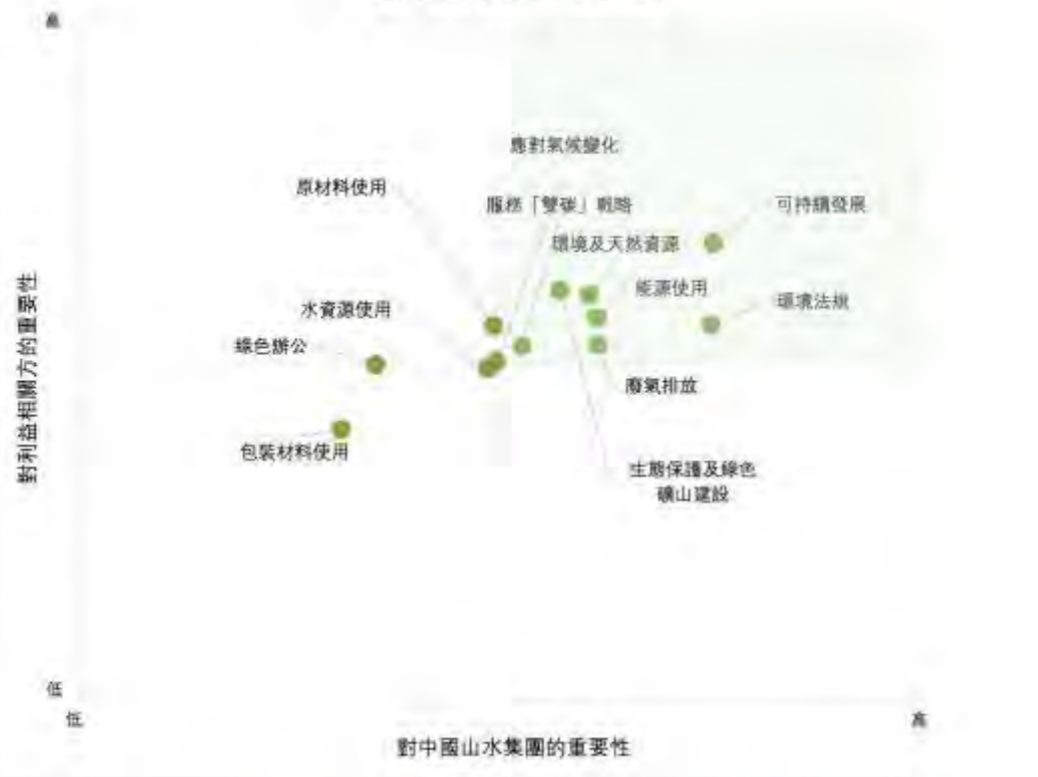 高
應對氣候變化
原材料使用
服務「雙碳」戰略
可持續發展
環境及天然資源
能源使用
環境法規
水資源使用
綠色辦公
廢氣排放
包裝材料使用
生態保護及綠色
礦山建設
對利益相關方的重要性
低
低
高
對中國山水集團的重要性